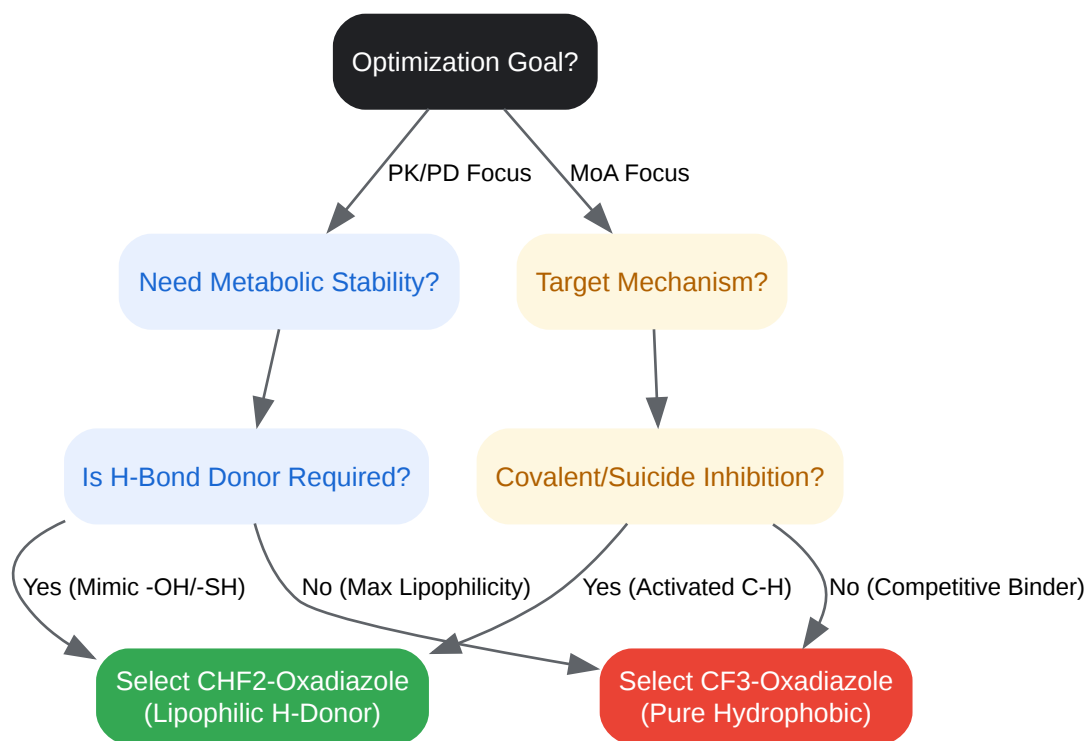 Optimization Goal?
PK/PD Focus
MoA Focus
Need Metabolic Stability?
Target Mechanism?
Is H-Bond Donor Required?
Covalent/Suicide Inhibition?
Yes (Mimic -OH/-SH)
No (Max Lipophilicity)
Yes (Activated C-H)
No (Competitive Binder)
Select CHF2-Oxadiazole
(Lipophilic H-Donor)
Select CF3-Oxadiazole
(Pure Hydrophobic)